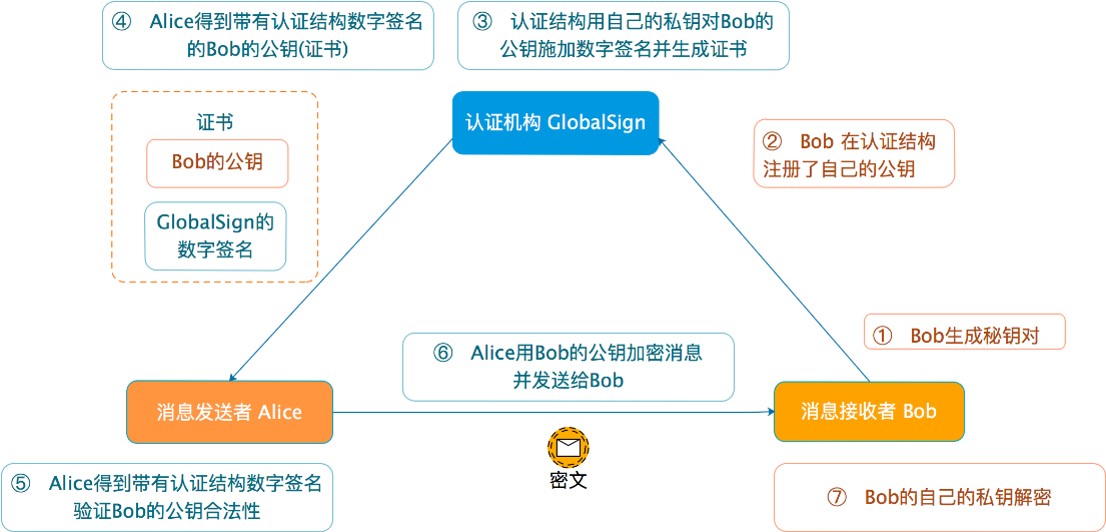 ④ Alice得到带有认证结构数字签名
的Bob的公钥(证书)
③ 认证结构用自己的私钥对Bob的
公钥施加数字签名并生成证书
证书
Bob的公钥
GlobalSign的
数字签名
认证机构 GlobalSign
② Bob 在认证结构
注册了自己的公钥
① Bob生成秘钥对
⑥ Alice用Bob的公钥加密消息
并发送给Bob
消息发送者 Alice
消息接收者 Bob
密文
⑤ Alice得到带有认证结构数字签名
验证Bob的公钥合法性
⑦ Bob的自己的私钥解密